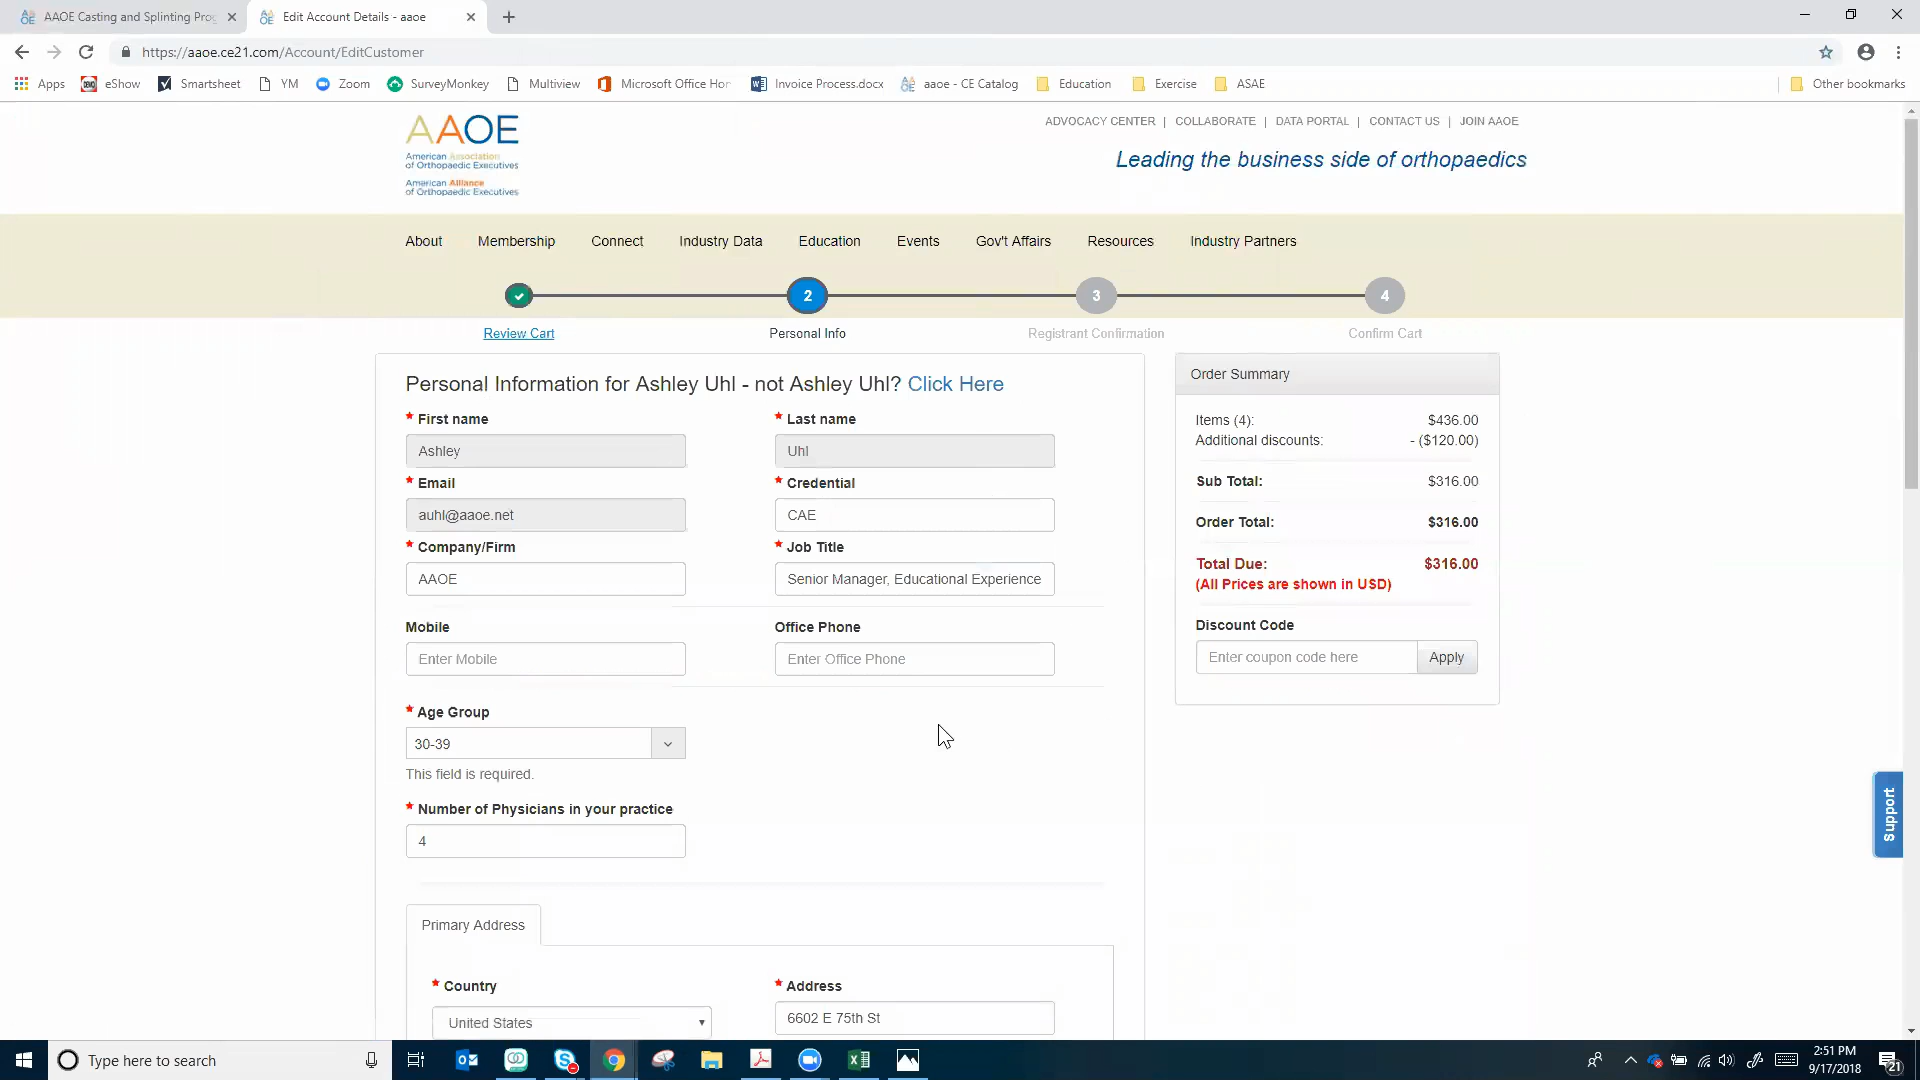 AAOE Casting and Splinting Pro
Edit Account Details - aaoe
https://aaoe.ce21.com/Account/EditCustomer
Apps
eShow
Smartsheet
YM
Zoom
SurveyMonkey
Multiview
Microsoft Office Hor
Invoice Process.docx
aaoe - CE Catalog
Education
Exercise
ASAE
Other bookmarks
AAOE
American Association
of Orthopaedic Executives
American Alliance
of Orthopaedic Executives
ADVOCACY CENTER | COLLABORATE | DATA PORTAL | CONTACT US | JOIN AAOE
Leading the business side of orthopaedics
About Membership Connect Industry Data Education Events Gov't Affairs Resources Industry Partners
2 3 4
Review Cart Personal Info Registrant Confirmation Confirm Cart
Personal Information for Ashley Uhl - not Ashley Uhl? Click Here
* First name
Ashley
* Last name
Uhl
* Email
auhl@aaoe.net
* Credential
CAE
* Company/Firm
AAOE
* Job Title
Senior Manager, Educational Experience
Mobile
Enter Mobile
Office Phone
Enter Office Phone
* Age Group
30-39
This field is required.
* Number of Physicians in your practice
4
Primary Address
* Country
United States
* Address
6602 E 75th St
Order Summary
Items (4): $436.00
Additional discounts: - ($120.00)
Sub Total: $316.00
Order Total: $316.00
Total Due: $316.00
(All Prices are shown in USD)
Discount Code
Enter coupon code here
Apply
Support
Type here to search
2:51 PM
9/17/2018
21